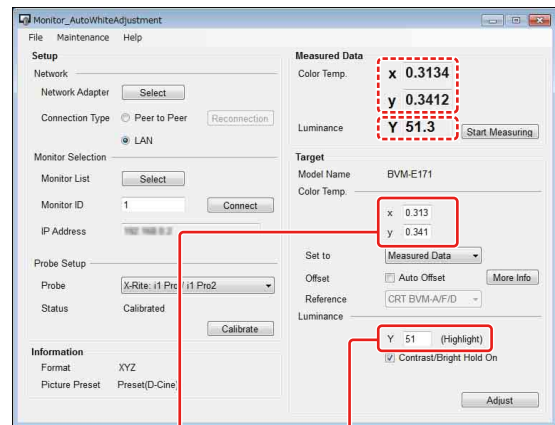 Monitor_AutoWhiteAdjustment
File Maintenance Help
Setup
Network
Network Adapter Select
Connection Type Peer to Peer Reconnection
LAN
Monitor Selection
Monitor List Select
Monitor ID 1 Connect
IP Address
Probe Setup
Probe X-Rite: i1 Pro / i1 Pro2
Status Calibrated
Calibrate
Information
Format XYZ
Picture Preset Preset(D-Cine)
Measured Data
Color Temp. x 0.3134
y 0.3412
Luminance Y 51.3 Start Measuring
Target
Model Name BVM-E171
Color Temp.
x 0.313
y 0.341
Set to Measured Data
Offset Auto Offset More Info
Reference CRT BVM-A/F/D
Luminance
Y 51 (Highlight)
Contrast/Bright Hold On
Adjust